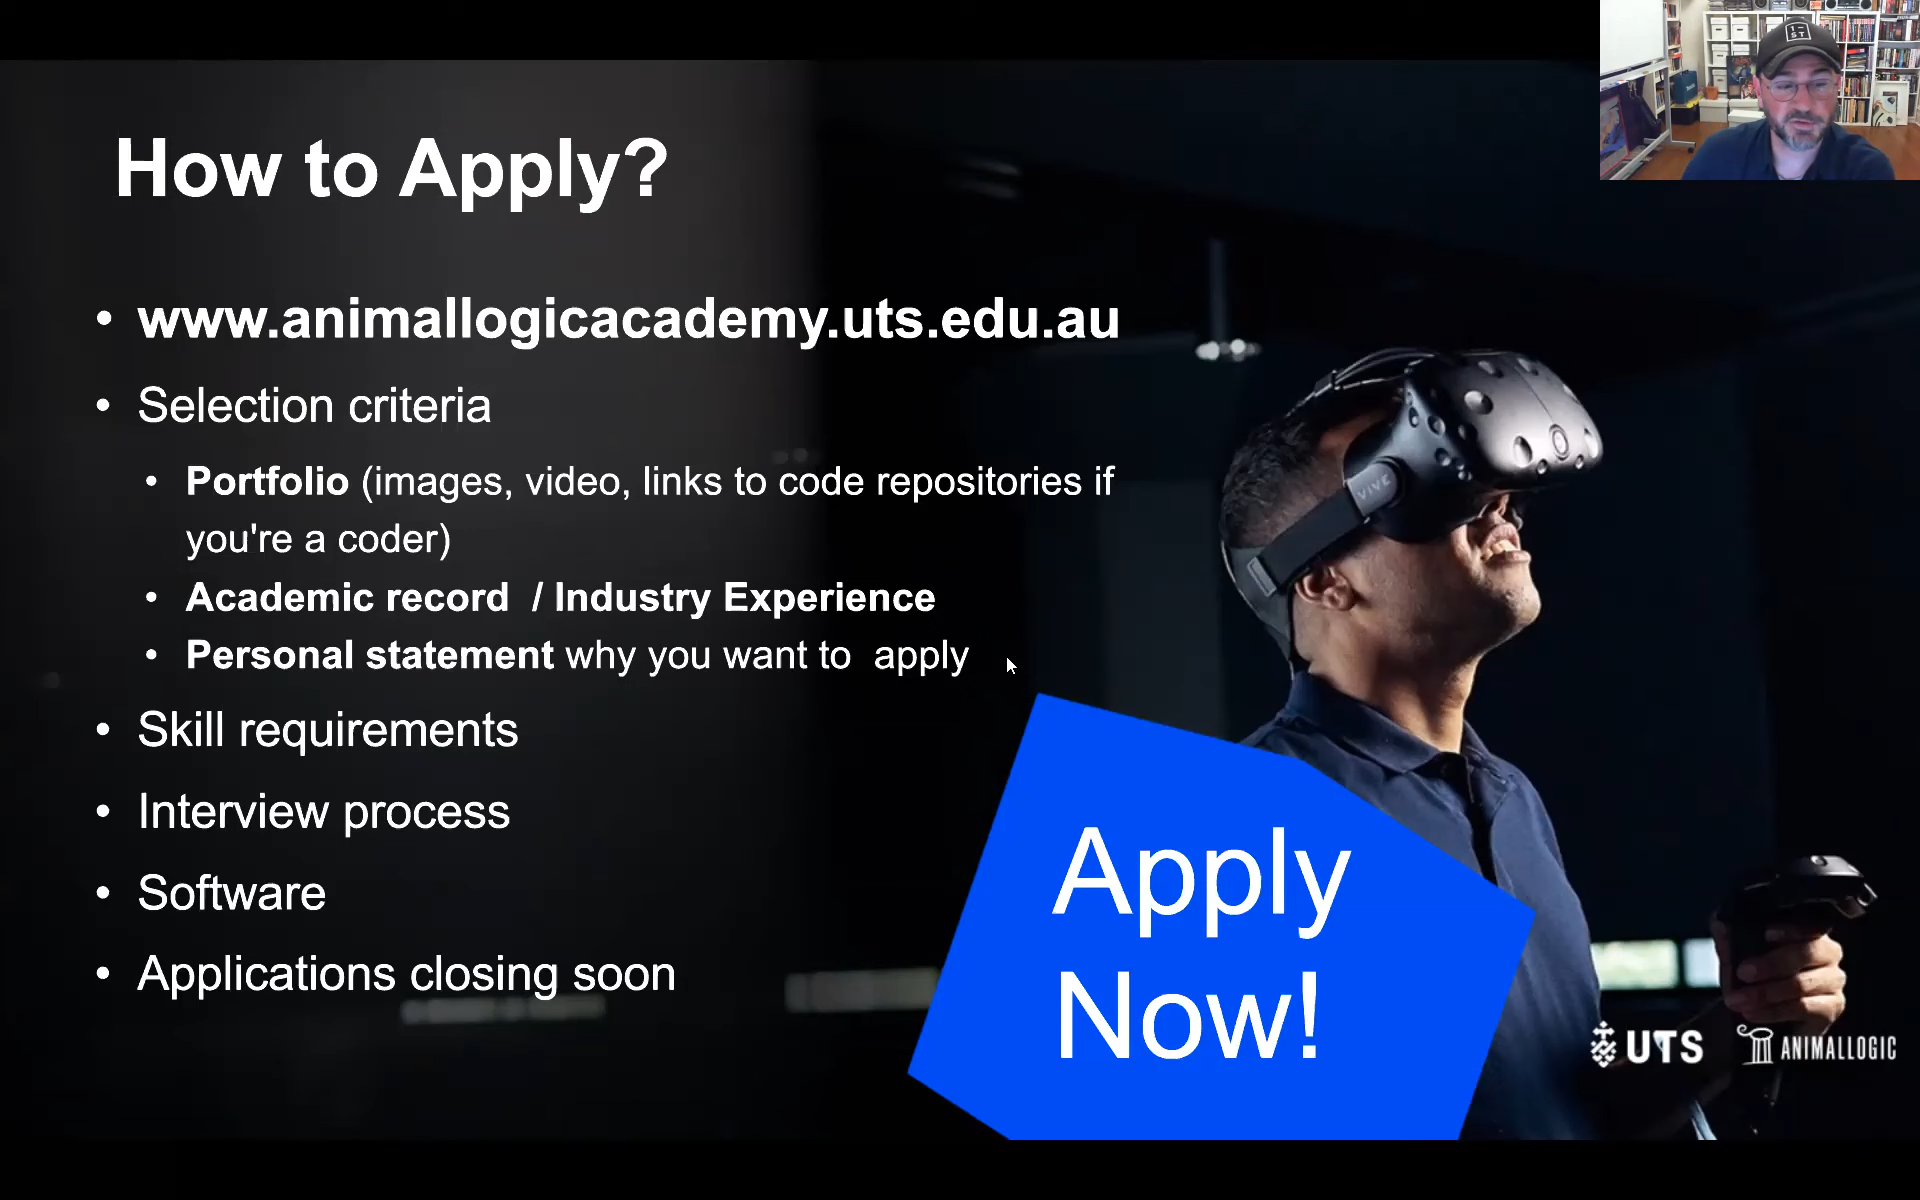 How to Apply?
• www.animallogicacademy.uts.edu.au
• Selection criteria
• Portfolio (images, video, links to code repositories if
you're a coder)
• Academic record  / Industry Experience
• Personal statement why you want to  apply
• Skill requirements
• Interview process
• Software
• Applications closing soon
Apply
Now!
VIVE
UTS
ANIMALLOGIC